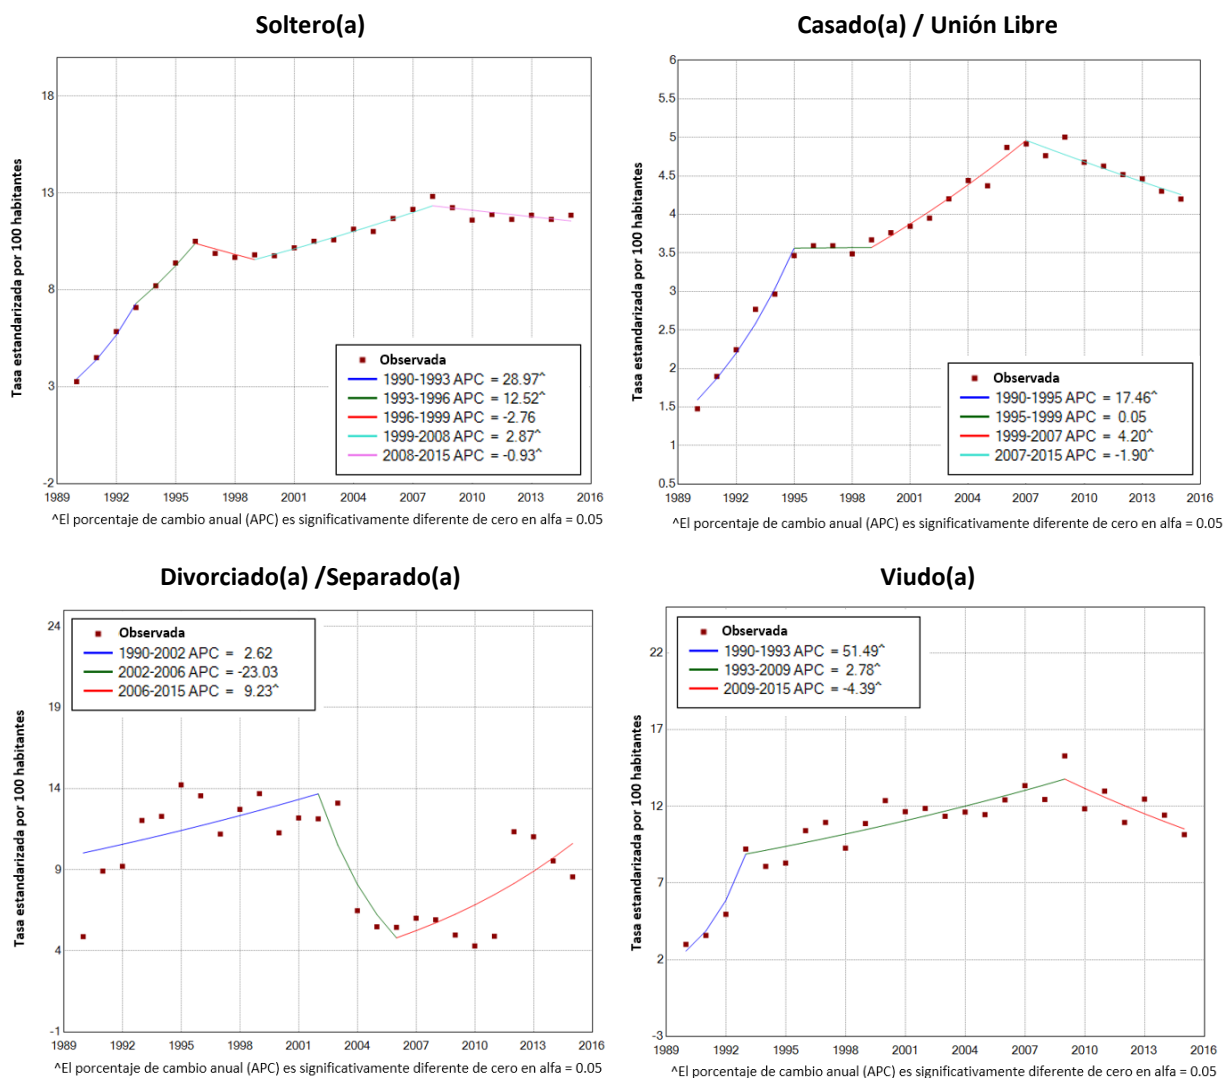 Soltero(a)
Tasa estandarizada por 100 habitantes
18
13
8
3
-2
Observada
1990-1993 APC = 28.97^
1993-1996 APC = 12.52^
1996-1999 APC = -2.76
1999-2008 APC = 2.87^
2008-2015 APC = -0.93^
1989 1992 1995 1998 2001 2004 2007 2010 2013 2016
^El porcentaje de cambio anual (APC) es significativamente diferente de cero en alfa = 0.05
Casado(a) / Unión Libre
Tasa estandarizada por 100 habitantes
6
5.5
5
4.5
4
3.5
3
2.5
2
1.5
1
0.5
Observada
1990-1995 APC = 17.46^
1995-1999 APC = 0.05
1999-2007 APC = 4.20^
2007-2015 APC = -1.90^
1989 1992 1995 1998 2001 2004 2007 2010 2013 2016
^El porcentaje de cambio anual (APC) es significativamente diferente de cero en alfa = 0.05
Divorciado(a) /Separado(a)
Tasa estandarizada por 100 habitantes
24
19
14
9
4
-1
Observada
1990-2002 APC = 2.62
2002-2006 APC = -23.03
2006-2015 APC = 9.23^
1989 1992 1995 1998 2001 2004 2007 2010 2013 2016
^El porcentaje de cambio anual (APC) es significativamente diferente de cero en alfa = 0.05
Viudo(a)
Tasa estandarizada por 100 habitantes
22
17
12
7
2
-3
Observada
1990-1993 APC = 51.49^
1993-2009 APC = 2.78^
2009-2015 APC = -4.39^
1989 1992 1995 1998 2001 2004 2007 2010 2013 2016
^El porcentaje de cambio anual (APC) es significativamente diferente de cero en alfa = 0.05